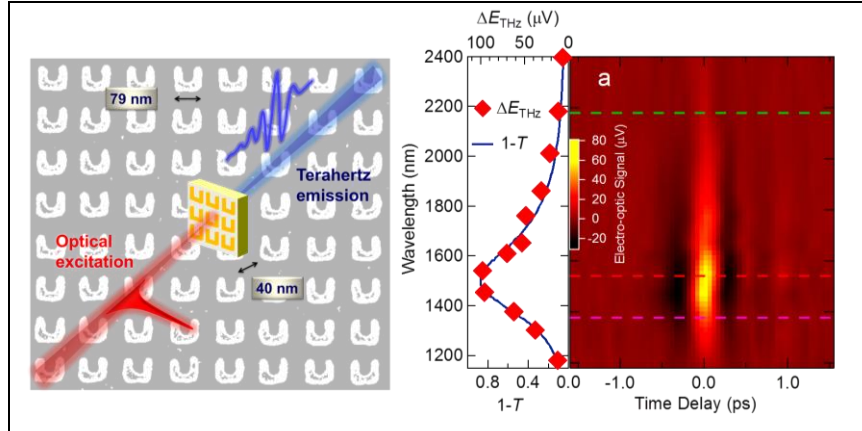 79 nm
Terahertz
emission
Optical
excitation
40 nm
ΔE_THz (μV)
100 50 0
a
2400
2200
2000
1800
1600
1400
1200
Wavelength (nm)
ΔE_THz
1-T
80
60
40
20
0
-20
Electro-optic Signal (μV)
0.8 0.4 0.0
1-T
-1.0 0.0 1.0
Time Delay (ps)